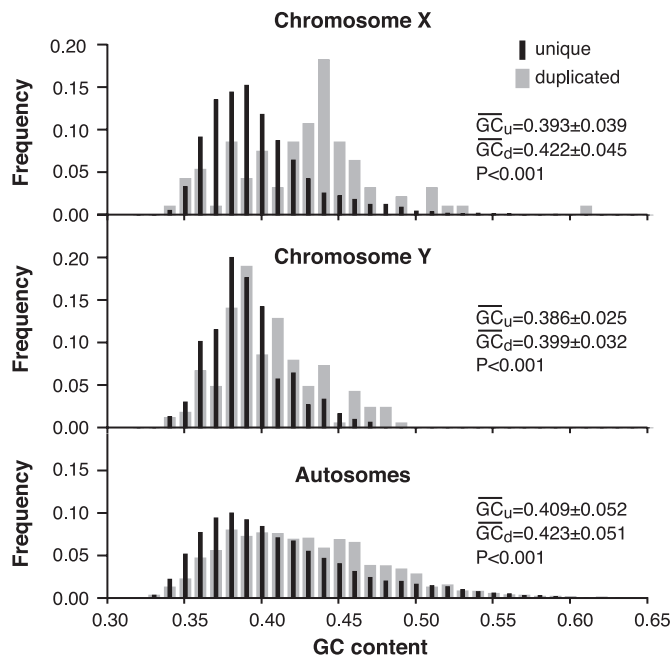 Chromosome X
Frequency
0.20
0.15
0.10
0.05
0.00
unique
duplicated
GCu=0.393±0.039
GCd=0.422±0.045
P<0.001
Chromosome Y
Frequency
0.20
0.15
0.10
0.05
0.00
GCu=0.386±0.025
GCd=0.399±0.032
P<0.001
Autosomes
Frequency
0.15
0.10
0.05
0.00
GCu=0.409±0.052
GCd=0.423±0.051
P<0.001
0.30 0.35 0.40 0.45 0.50 0.55 0.60 0.65
GC content